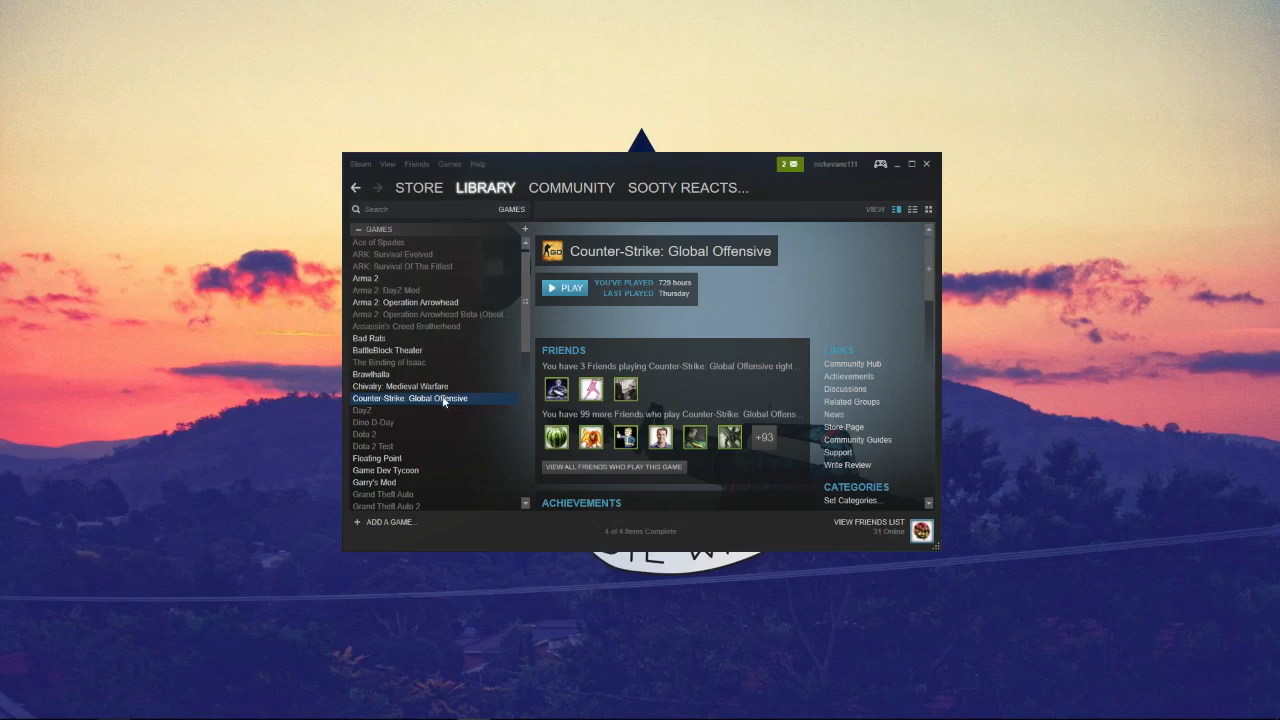 Steam View Friends Games Help
2
nickevans111
STORE LIBRARY COMMUNITY SOOTY REACTS...
Search
GAMES
VIEW
GAMES
Ace of Spades
ARK: Survival Evolved
ARK: Survival Of The Fittest
Arma 2
Arma 2: DayZ Mod
Arma 2: Operation Arrowhead
Arma 2: Operation Arrowhead Beta (Obsol...
Assassin's Creed Brotherhood
Bad Rats
BattleBlock Theater
The Binding of Isaac
Brawlhalla
Chivalry: Medieval Warfare
Counter-Strike: Global Offensive
DayZ
Dino D-Day
Dota 2
Dota 2 Test
Floating Point
Game Dev Tycoon
Garry's Mod
Grand Theft Auto
Grand Theft Auto 2
+ ADD A GAME...
GO
Counter-Strike: Global Offensive
PLAY
YOU'VE PLAYED 729 hours
LAST PLAYED Thursday
FRIENDS
You have 3 Friends playing Counter-Strike: Global Offensive right ...
You have 99 more Friends who play Counter-Strike: Global Offens...
+93
VIEW ALL FRIENDS WHO PLAY THIS GAME
ACHIEVEMENTS
LINKS
Community Hub
Achievements
Discussions
Related Groups
News
Store Page
Community Guides
Support
Write Review
CATEGORIES
Set Categories...
4 of 4 Items Complete
VIEW FRIENDS LIST
31 Online